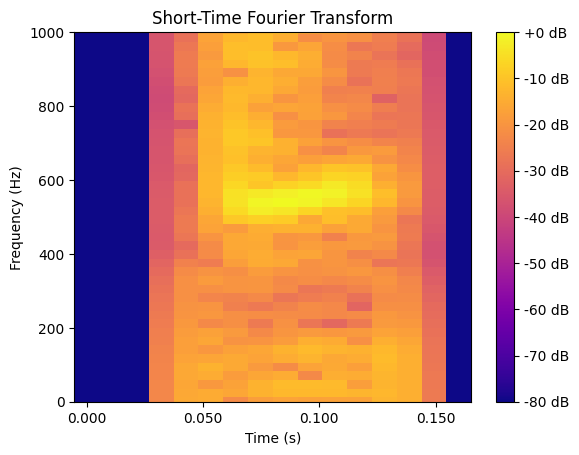 Short-Time Fourier Transform
1000
800
600
400
200
0
Frequency (Hz)
0.000
0.050
0.100
0.150
Time (s)
+0 dB
-10 dB
-20 dB
-30 dB
-40 dB
-50 dB
-60 dB
-70 dB
-80 dB